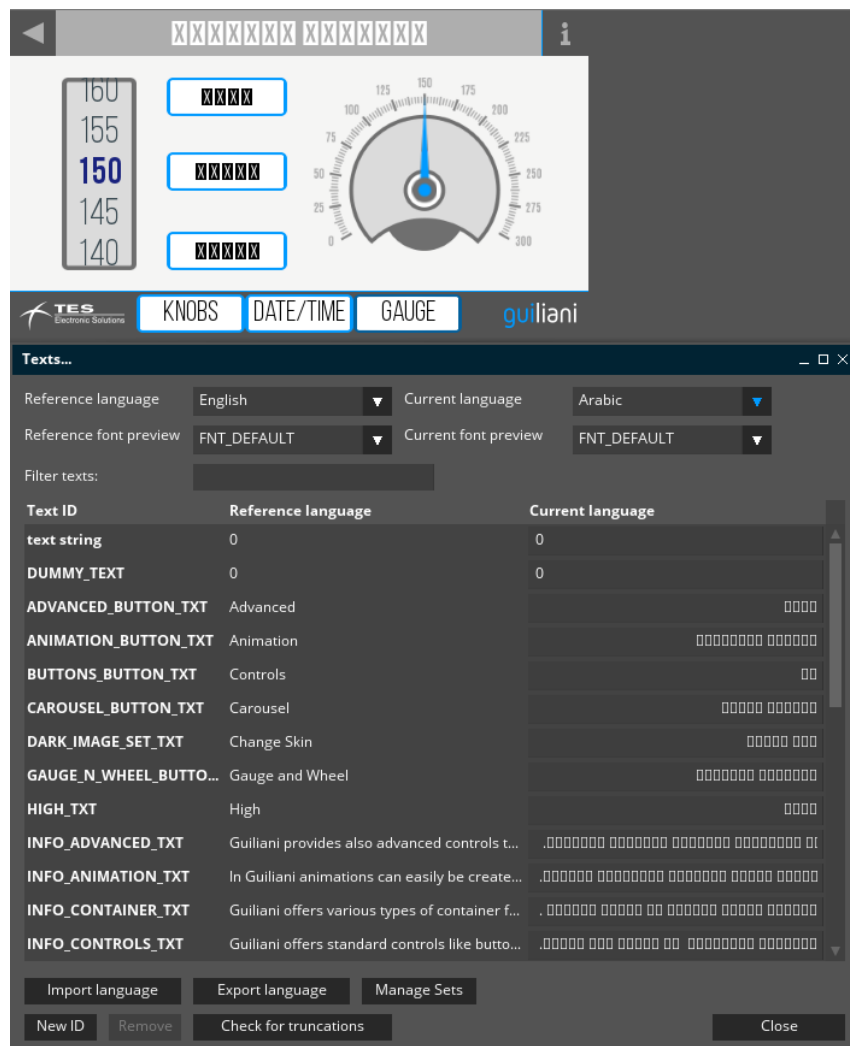 i
160
155
150
145
140
0
25
50
75
100
125
150
175
200
225
250
275
300
TES
Electronic Solutions
KNOBS
DATE/TIME
GAUGE
guiliani
Texts...
Reference language English Current language Arabic
Reference font preview FNT_DEFAULT Current font preview FNT_DEFAULT
Filter texts:
Text ID Reference language Current language
text string 0 0
DUMMY_TEXT 0 0
ADVANCED_BUTTON_TXT Advanced
ANIMATION_BUTTON_TXT Animation
BUTTONS_BUTTON_TXT Controls
CAROUSEL_BUTTON_TXT Carousel
DARK_IMAGE_SET_TXT Change Skin
GAUGE_N_WHEEL_BUTTO... Gauge and Wheel
HIGH_TXT High
INFO_ADVANCED_TXT Guiliani provides also advanced controls t...
INFO_ANIMATION_TXT In Guiliani animations can easily be create...
INFO_CONTAINER_TXT Guiliani offers various types of container f...
INFO_CONTROLS_TXT Guiliani offers standard controls like butto...
Import language Export language Manage Sets
New ID Remove Check for truncations Close